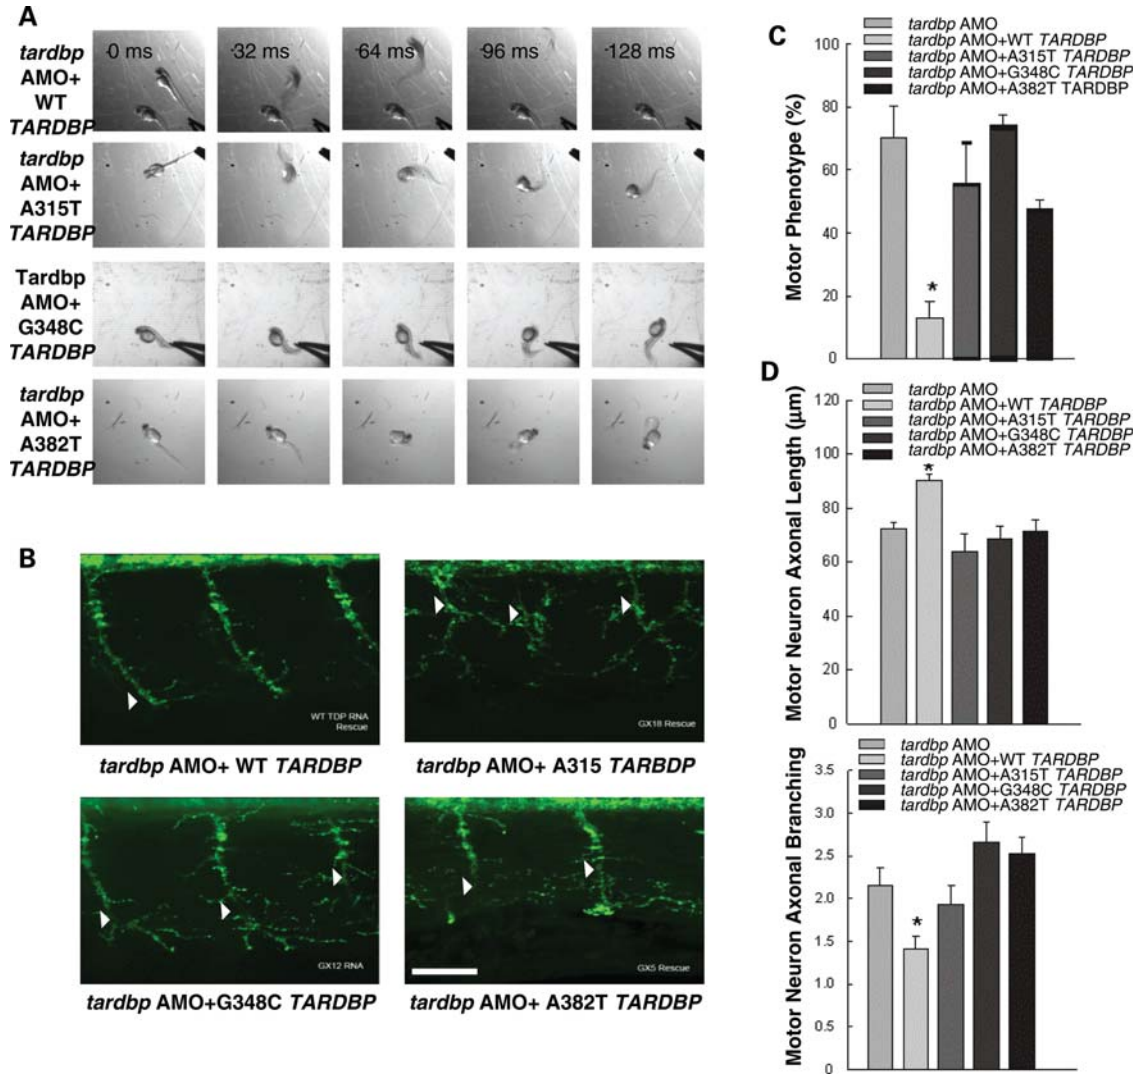 A
tardbp
AMO+
WT
TARDBP
0 ms
32 ms
64 ms
96 ms
128 ms
tardbp
AMO+
A315T
TARDBP
Tardbp
AMO+
G348C
TARDBP
tardbp
AMO+
A382T
TARDBP
B
WT TDP RNA
Rescue
GX18 Rescue
tardbp AMO+ WT TARDBP
tardbp AMO+ A315 TARBDP
GX12 RNA
GX5 Rescue
tardbp AMO+G348C TARDBP
tardbp AMO+ A382T TARDBP
C
tardbp AMO
tardbp AMO+WT TARDBP
tardbp AMO+A315T TARDBP
tardbp AMO+G348C TARDBP
tardbp AMO+A382T TARDBP
Motor Phenotype (%)
100
80
60
40
20
0
*
D
tardbp AMO
tardbp AMO+WT TARDBP
tardbp AMO+A315T TARDBP
tardbp AMO+G348C TARDBP
tardbp AMO+A382T TARDBP
Motor Neuron Axonal Length (μm)
120
100
80
60
40
20
0
*
tardbp AMO
tardbp AMO+WT TARDBP
tardbp AMO+A315T TARDBP
tardbp AMO+G348C TARDBP
tardbp AMO+A382T TARDBP
Motor Neuron Axonal Branching
3.5
3.0
2.5
2.0
1.5
1.0
0.5
0
*